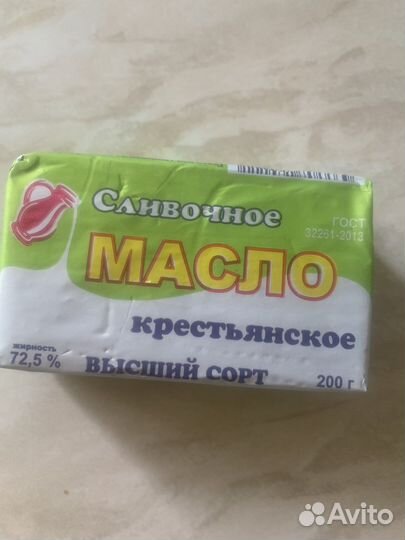 Сливочное
ГОСТ
32261-2013
МАСЛО
крестьянское
жирность
72,5 %
ВЫСШИЙ СОРТ
200 г
Avito